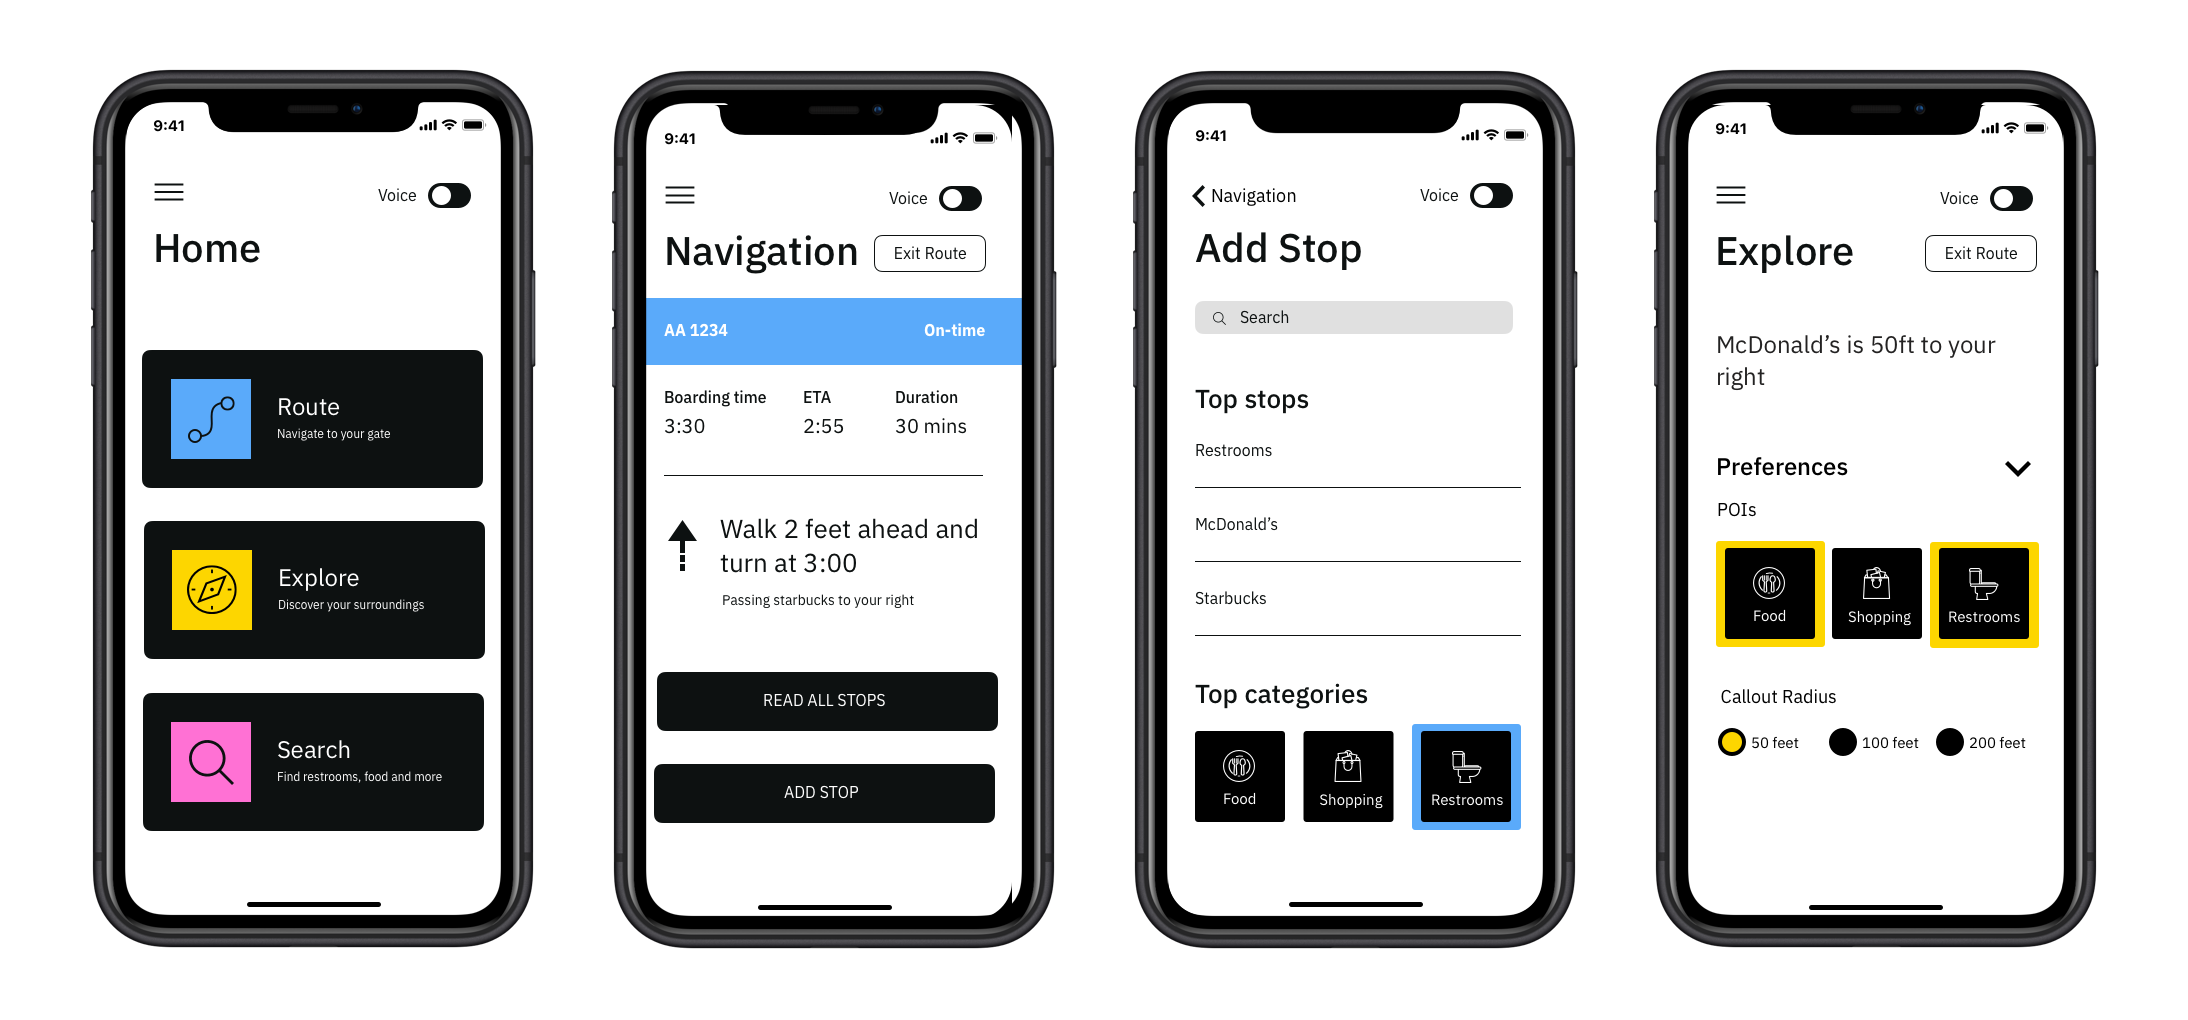 9:41
Voice
Home
Route
Navigate to your gate
Explore
Discover your surroundings
Search
Find restrooms, food and more
9:41
Voice
Navigation
Exit Route
AA 1234
On-time
Boarding time
ETA
Duration
3:30
2:55
30 mins
Walk 2 feet ahead and
turn at 3:00
Passing starbucks to your right
READ ALL STOPS
ADD STOP
9:41
Navigation
Voice
Add Stop
Search
Top stops
Restrooms
McDonald’s
Starbucks
Top categories
Food
Shopping
Restrooms
9:41
Voice
Explore
Exit Route
McDonald’s is 50ft to your
right
Preferences
POIs
Food
Shopping
Restrooms
Callout Radius
50 feet
100 feet
200 feet